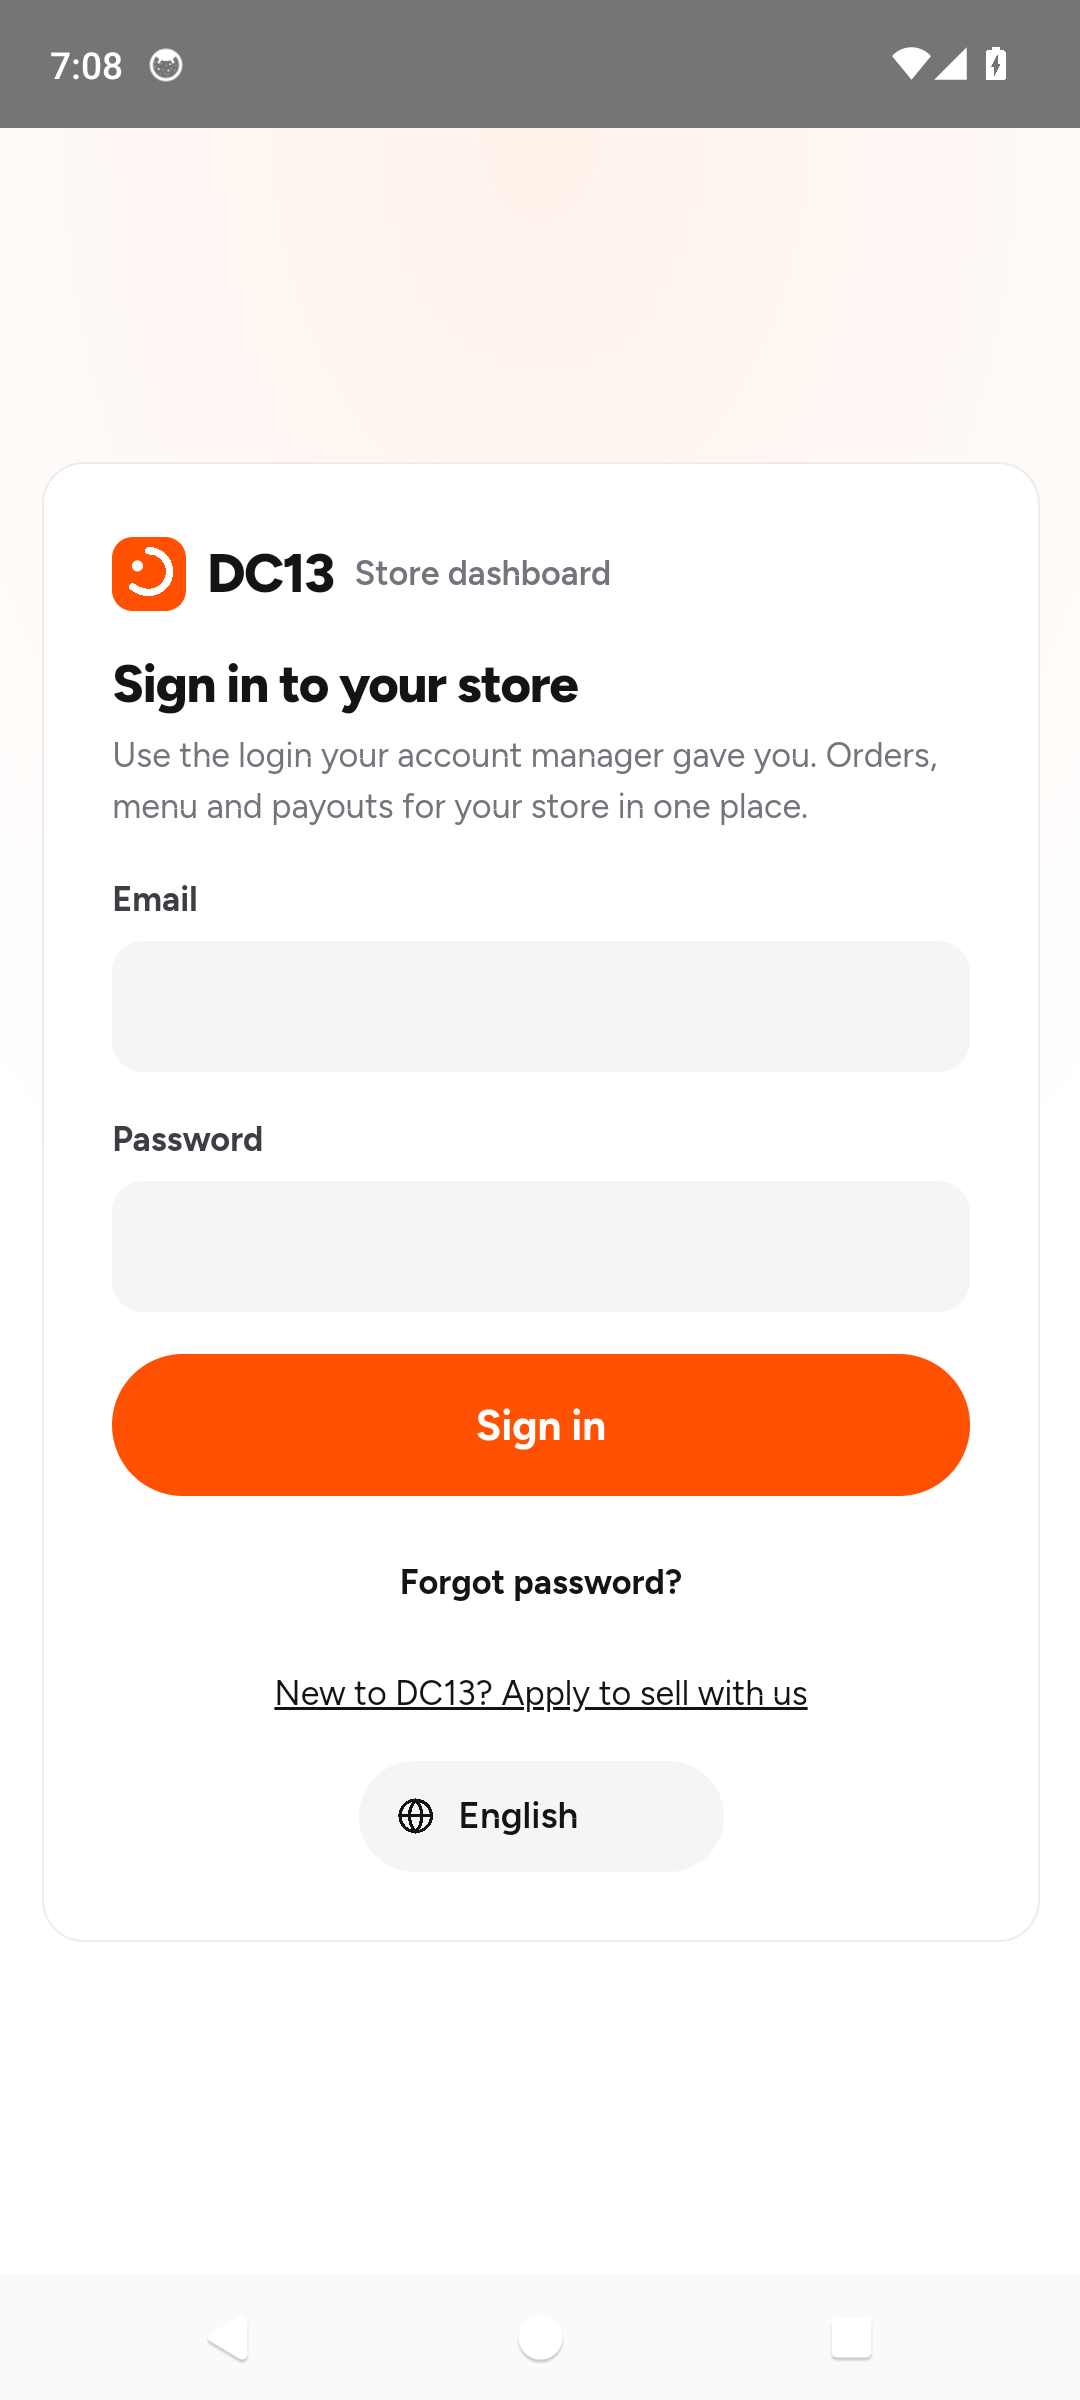 7:08
DC13 Store dashboard
Sign in to your store
Use the login your account manager gave you. Orders,
menu and payouts for your store in one place.
Email
Password
Sign in
Forgot password?
New to DC13? Apply to sell with us
English